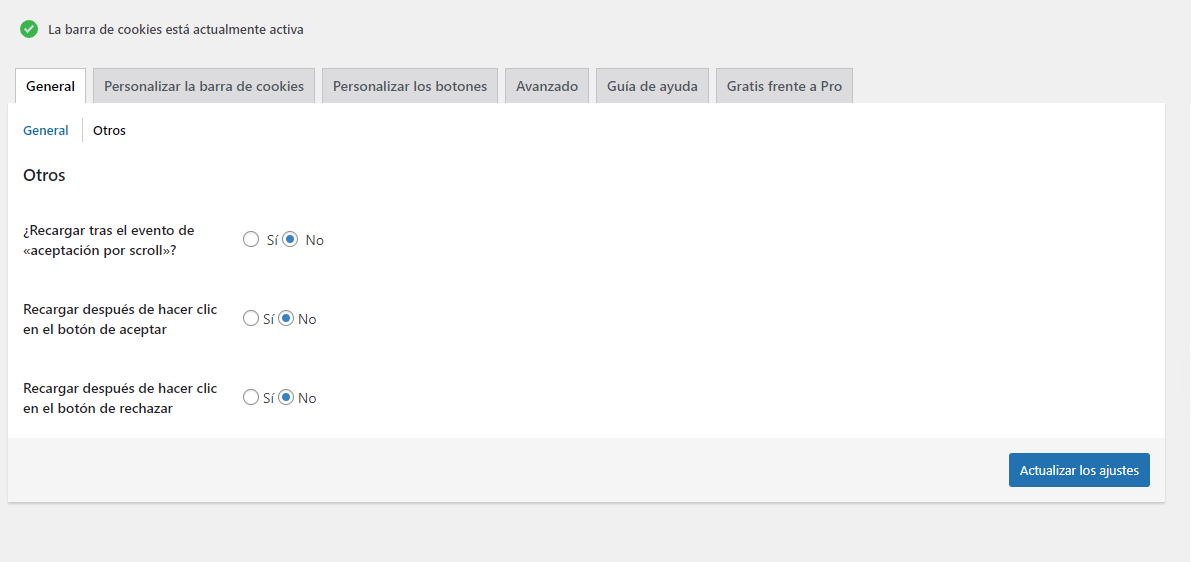 La barra de cookies está actualmente activa
General
Personalizar la barra de cookies
Personalizar los botones
Avanzado
Guía de ayuda
Gratis frente a Pro
General
Otros
Otros
¿Recargar tras el evento de
«aceptación por scroll»?
Sí No
Recargar después de hacer clic
en el botón de aceptar
Sí No
Recargar después de hacer clic
en el botón de rechazar
Sí No
Actualizar los ajustes